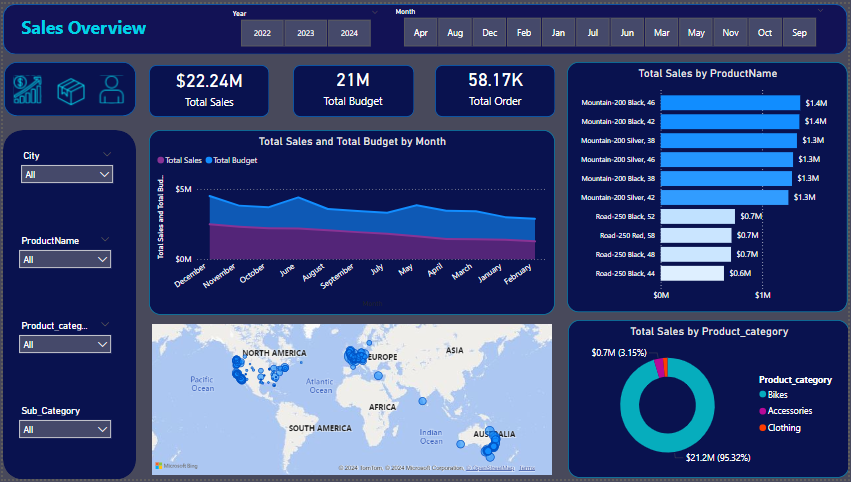 Sales Overview
Year
2022 2023 2024
Month
Apr Aug Dec Feb Jan Jul Jun Mar May Nov Oct Sep
$22.24M
Total Sales
21M
Total Budget
58.17K
Total Order
City
All
ProductName
All
Product_categ...
All
Sub_Category
All
Total Sales and Total Budget by Month
Total Sales Total Budget
Total Sales and Total Bud...
$5M
$0M
December November October June August September July May April March January February
Month
Total Sales by ProductName
Mountain-200 Black, 46 $1.4M
Mountain-200 Black, 42 $1.4M
Mountain-200 Silver, 38 $1.3M
Mountain-200 Silver, 46 $1.3M
Mountain-200 Black, 38 $1.3M
Mountain-200 Silver, 42 $1.3M
Road-250 Black, 52 $0.7M
Road-250 Red, 58 $0.7M
Road-250 Black, 48 $0.7M
Road-250 Black, 44 $0.6M
$0M $1M
NORTH AMERICA
EUROPE
ASIA
Pacific
Ocean
Atlantic
Ocean
AFRICA
SOUTH AMERICA
Indian
Ocean
AUSTRALIA
Microsoft Bing
© 2024 TomTom, © 2024 Microsoft Corporation, © OpenStreetMap Terms
Total Sales by Product_category
$0.7M (3.15%)
$21.2M (95.32%)
Product_category
Bikes
Accessories
Clothing